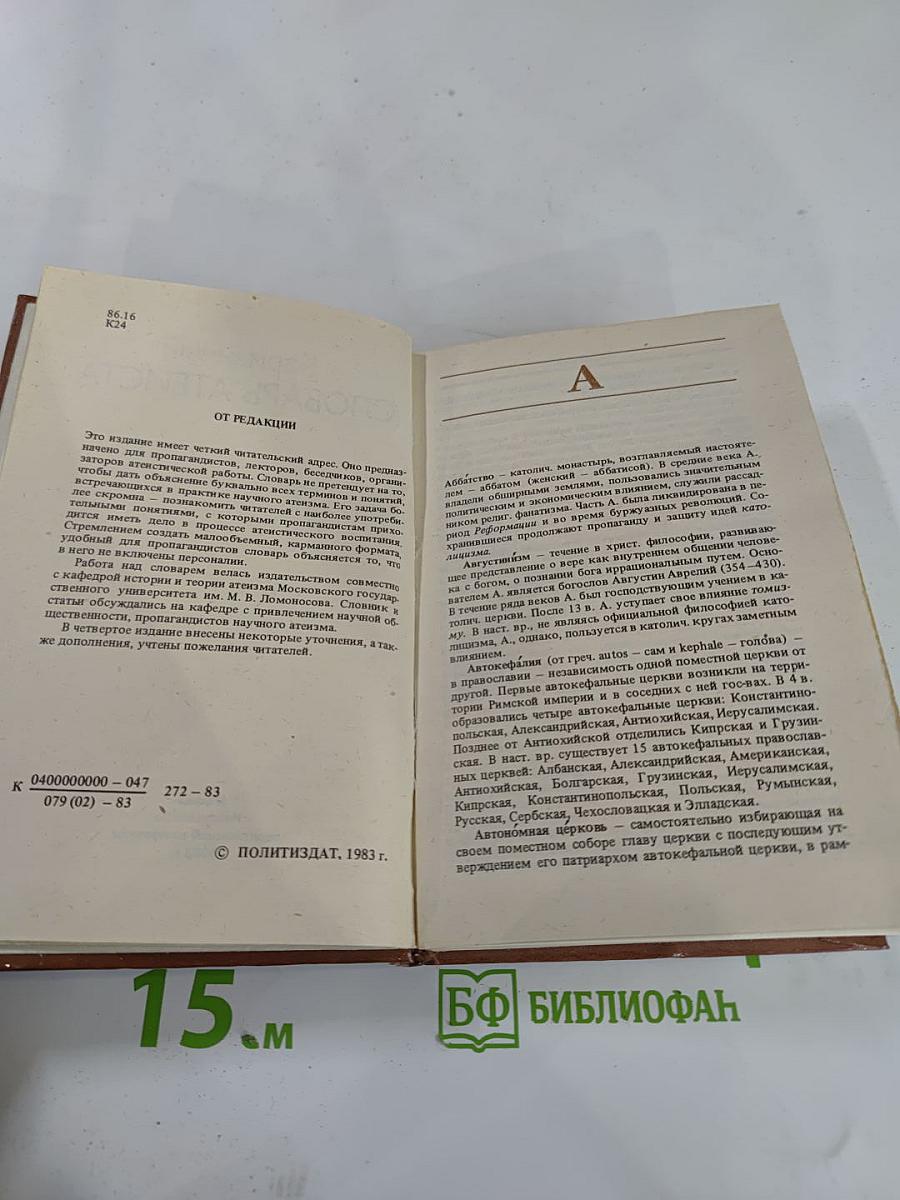 86.16
К24
ОТ РЕДАКЦИИ
Это издание имеет четкий читательский адрес. Оно предназ-
начено для пропагандистов, лекторов, беседчиков, органи-
заторов атеистической работы. Словарь не претендует на то,
чтобы дать объяснение буквально всех терминов и понятий,
встречающихся в практике научного атеизма. Его задача бо-
лее скромна — познакомить читателей с наиболее употреби-
тельными понятиями, с которыми пропагандистам прихо-
дится иметь дело в процессе атеистического воспитания.
Стремлением создать малообъемный, карманного формата,
удобный для пропагандистов словарь объясняется то, что
в него не включены персоналии.
Работа над словарем велась издательством совместно
с кафедрой истории и теории атеизма Московского государ-
ственного университета им. М. В. Ломоносова. Словник и
статьи обсуждались на кафедре с привлечением научной об-
щественности, пропагандистов научного атеизма.
В четвертое издание внесены некоторые уточнения, а так-
же дополнения, учтены пожелания читателей.
К 0400000000 — 047
079 (02) — 83
272 — 83
© ПОЛИТИЗДАТ, 1983 г.
А
Абба́тство — католич. монастырь, возглавляемый настояте-
лем — аббатом (женский — аббатисой). В средние века А.
владели обширными землями, пользовались значительным
политическим и экономическим влиянием, служили рассад-
ником религ. фанатизма. Часть А. была ликвидирована в пе-
риод Реформации и во время буржуазных революций. Со-
хранившиеся продолжают пропаганду и защиту идей като-
лицизма.
Августини́зм — течение в христ. философии, развиваю-
щее представление о вере как внутреннем общении челове-
ка с богом, о познании бога иррациональным путем. Осно-
вателем А. является богослов Августин Аврелий (354—430).
В течение ряда веков А. был господствующим учением в ка-
толич. церкви. После 13 в. А. уступает свое влияние томиз-
му. В наст. вр., не являясь официальной философией като-
лицизма, А., однако, пользуется в католич. кругах заметным
влиянием.
Автокефа́лия (от греч. autos — сам и kephale — голо́ва) —
в православии — независимость одной поместной церкви от
другой. Первые автокефальные церкви возникли на терри-
тории Римской империи и в соседних с ней гос-вах. В 4 в.
образовались четыре автокефальные церкви: Константино-
польская, Александрийская, Антиохийская, Иерусалимская.
Позднее от Антиохийской отделились Кипрская и Грузин-
ская. В наст. вр. существует 15 автокефальных православ-
ных церквей: Албанская, Александрийская, Американская,
Антиохийская, Болгарская, Грузинская, Иерусалимская,
Кипрская, Константинопольская, Польская, Румынская,
Русская, Сербская, Чехословацкая и Элладская.
Автоно́мная це́рковь — самостоятельно избирающая на
своем поместном соборе главу церкви с последующим ут-
верждением его патриархом автокефальной церкви, в рам-
15 см
БФ БИБЛИОФАН